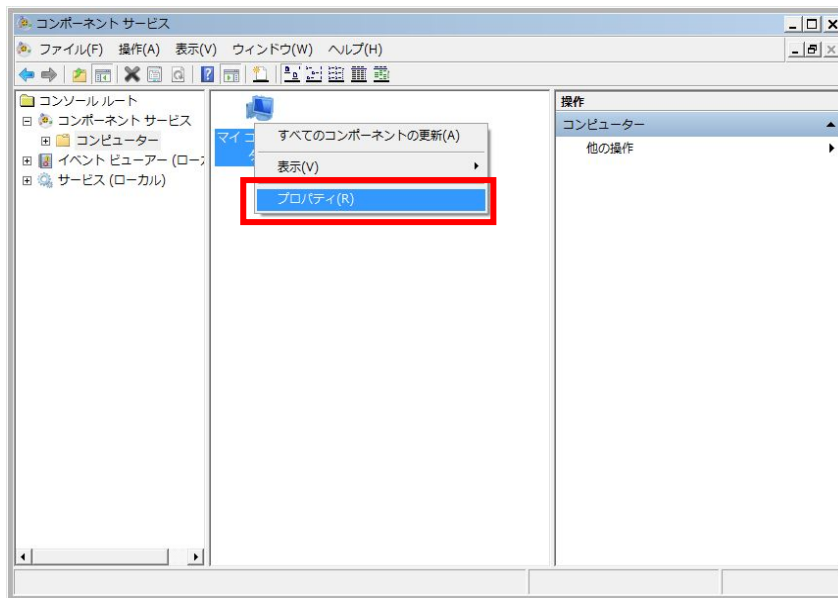 コンポーネント サービス
ファイル(F) 操作(A) 表示(V) ウィンドウ(W) ヘルプ(H)
コンソール ルート
コンポーネント サービス
コンピューター
イベント ビューアー (ローカ
サービス (ローカル)
マイ コ
すべてのコンポーネントの更新(A)
表示(V)
プロパティ(R)
操作
コンピューター
他の操作